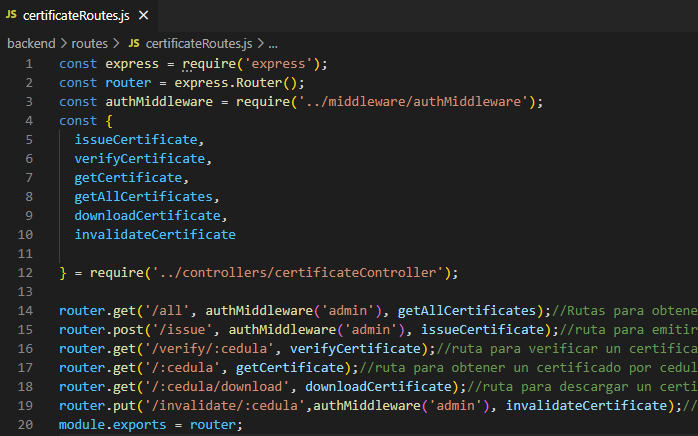 JS certificateRoutes.js ×
backend > routes > JS certificateRoutes.js > ...
1 const express = require('express');
2 const router = express.Router();
3 const authMiddleware = require('../middleware/authMiddleware');
4 const {
5 issueCertificate,
6 verifyCertificate,
7 getCertificate,
8 getAllCertificates,
9 downloadCertificate,
10 invalidateCertificate
11
12 } = require('../controllers/certificateController');
13
14 router.get('/all', authMiddleware('admin'), getAllCertificates);//Rutas para obtene
15 router.post('/issue', authMiddleware('admin'), issueCertificate);//ruta para emitir
16 router.get('/verify/:cedula', verifyCertificate);//ruta para verificar un certifica
17 router.get('/:cedula', getCertificate);//ruta para obtener un certificado por cedul
18 router.get('/:cedula/download', downloadCertificate);//ruta para descargar un certi
19 router.put('/invalidate/:cedula',authMiddleware('admin'), invalidateCertificate);//
20 module.exports = router;